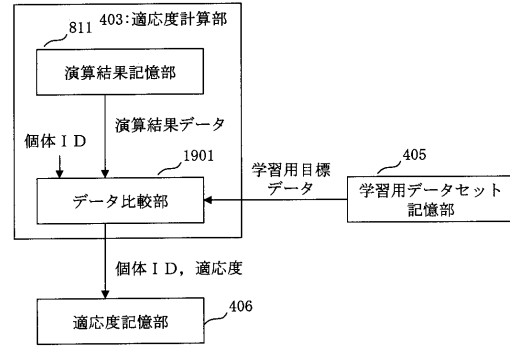 403:適応度計算部
811
演算結果記憶部
演算結果データ
個体ID
1901
データ比較部
学習用目標
データ
405
学習用データセット
記憶部
個体ID,適応度
適応度記憶部
406